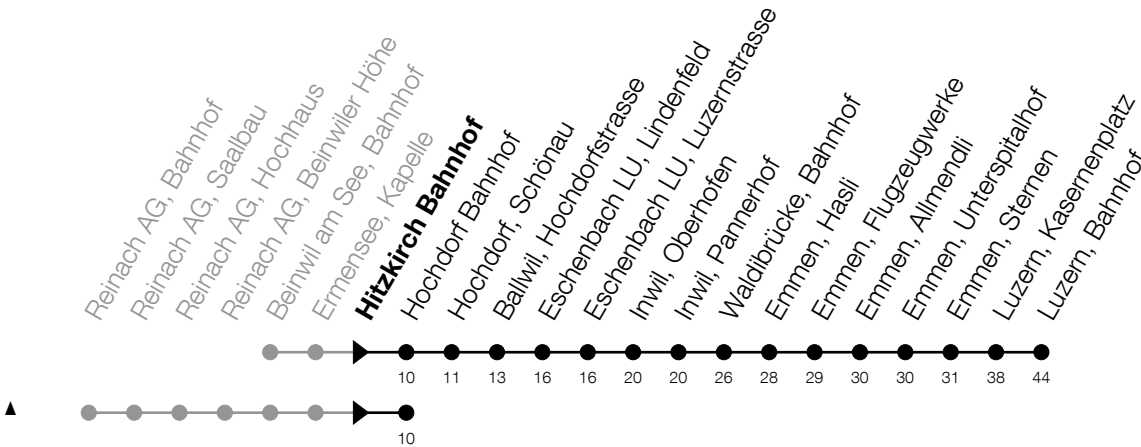 Reinach AG, Bahnhof
Reinach AG, Saalbau
Reinach AG, Hochhaus
Reinach AG, Beinwiler Höhe
Beinwil am See, Bahnhof
Ermensee, Kapelle
Hitzkirch Bahnhof
Hochdorf Bahnhof
Hochdorf, Schönau
Ballwil, Hochdorfstrasse
Eschenbach LU, Lindenfeld
Eschenbach LU, Luzernstrasse
Inwil, Oberhofen
Inwil, Pannerhof
Waldibrücke, Bahnhof
Emmen, Hasli
Emmen, Flugzeugwerke
Emmen, Allmendli
Emmen, Unterspitalhof
Emmen, Sternen
Luzern, Kasernenplatz
Luzern, Bahnhof
10 11 13 16 16 20 20 26 28 29 30 30 31 38 44
10